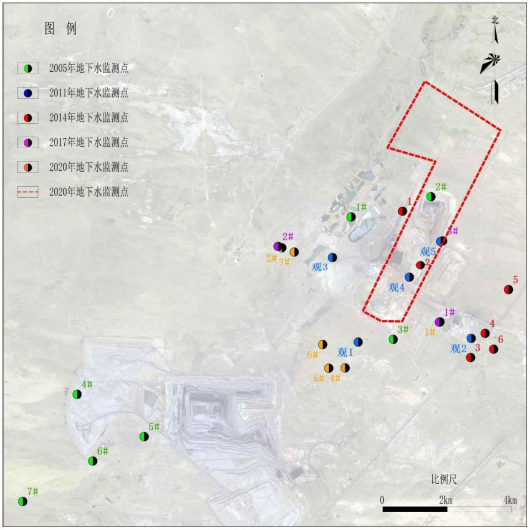 图 例
2005年地下水监测点
2011年地下水监测点
2014年地下水监测点
2017年地下水监测点
2020年地下水监测点
2020年地下水监测点
北
2#
1#
1
2#
2#
3#
观3
3#
观5
2
观4
5
1#
1#
4
观2
3
6
3#
观1
6#
5#
4#
4#
5#
6#
7#
比例尺
0
2km
4km